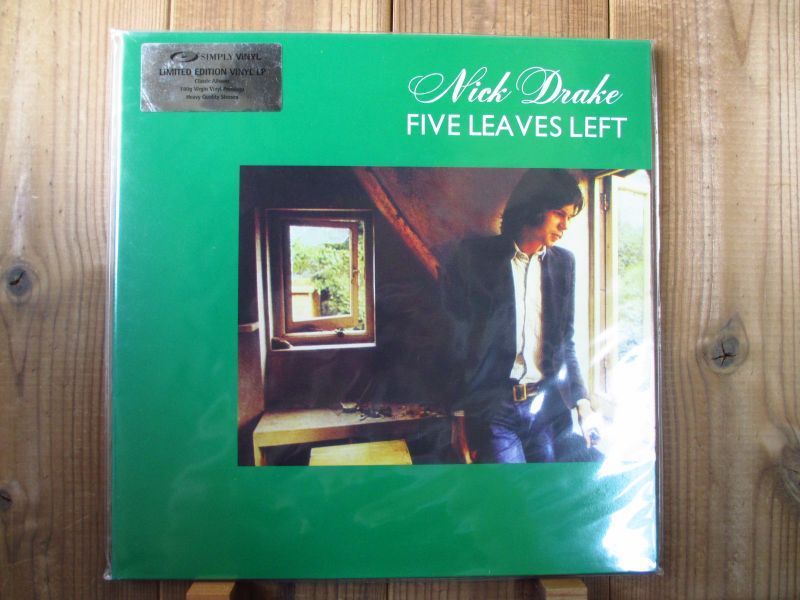 SIMPLY VINYL
LIMITED EDITION VINYL LP
Classic Albums
180g Virgin Vinyl Pressings
Heavy Quality Sleeves
Nick Drake
FIVE LEAVES LEFT